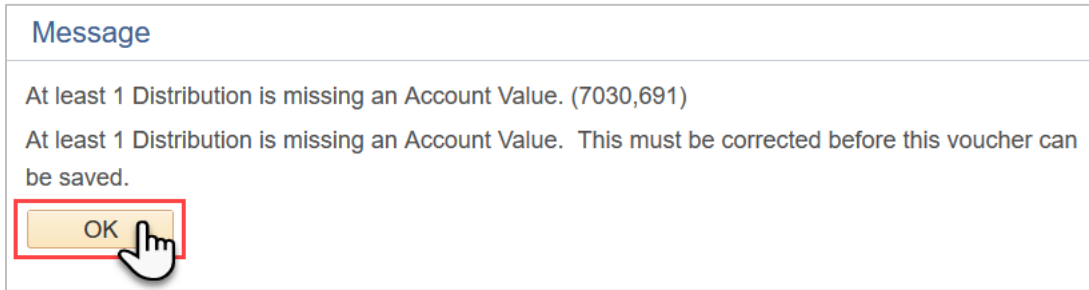 Message
At least 1 Distribution is missing an Account Value. (7030,691)
At least 1 Distribution is missing an Account Value.  This must be corrected before this voucher can
be saved.
OK